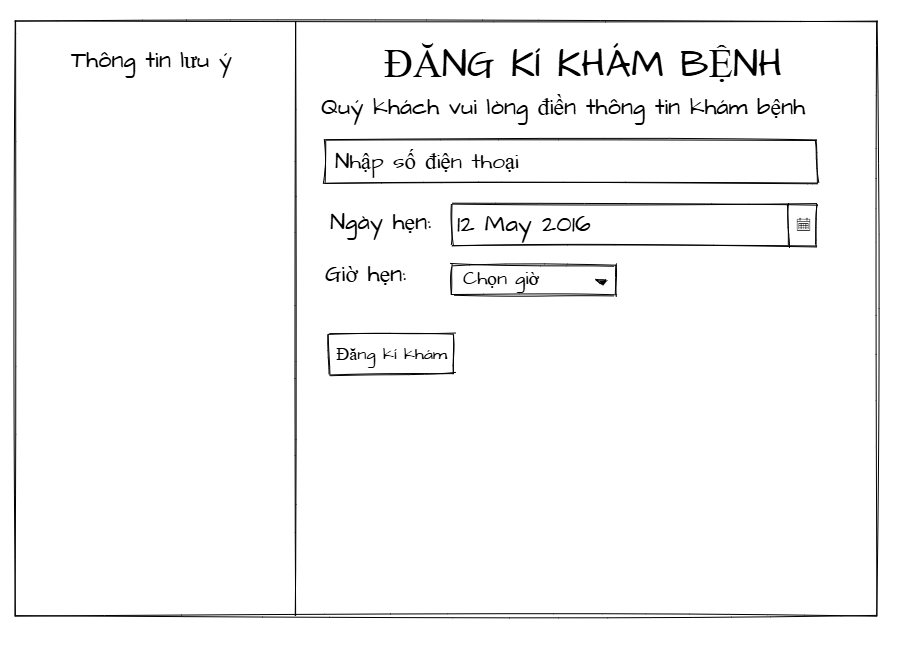 Thông tin lưu ý
ĐĂNG KÍ KHÁM BỆNH
Quý khách vui lòng điền thông tin khám bệnh
Nhập số điện thoại
Ngày hẹn: 12 May 2016
Giờ hẹn: Chọn giờ
Đăng kí khám